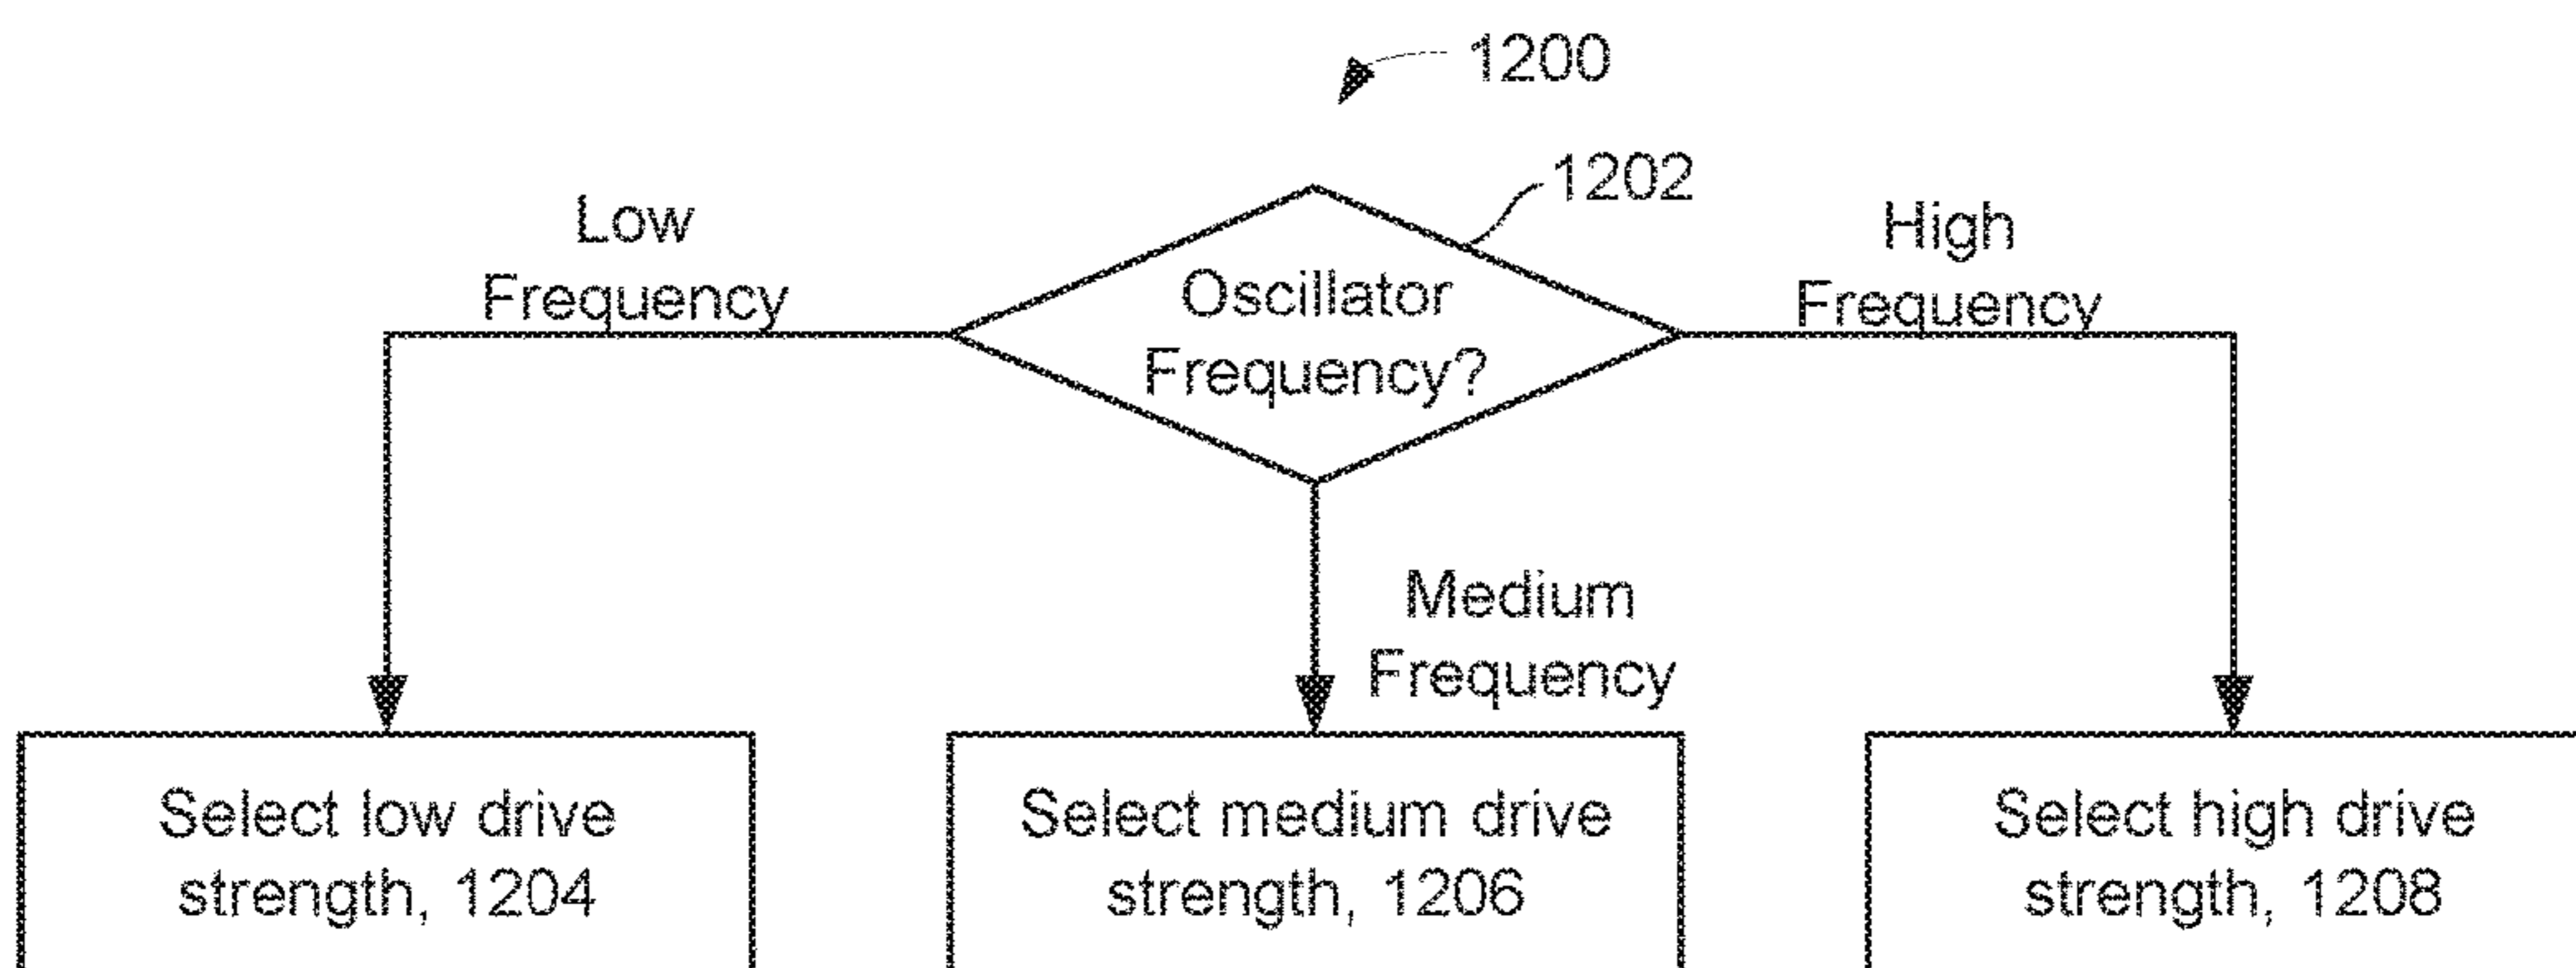 1200
1202
Low
Frequency
Oscillator
Frequency?
High
Frequency
Medium
Frequency
Select low drive
strength, 1204
Select medium drive
strength, 1206
Select high drive
strength, 1208